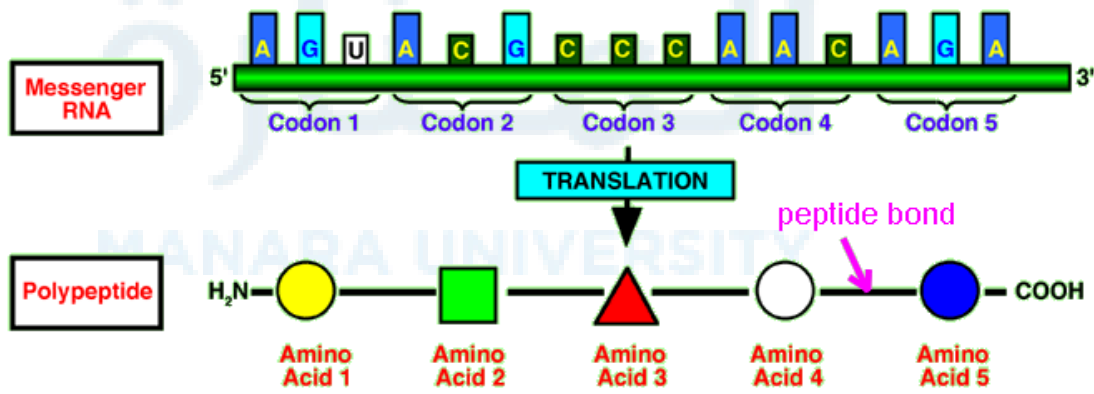 A G U A C G C C C A A C A G A
5' 3'
Messenger
RNA
Codon 1 Codon 2 Codon 3 Codon 4 Codon 5
TRANSLATION
peptide bond
MANARA UNIVERSITY
Polypeptide
H₂N COOH
Amino Amino Amino Amino Amino
Acid 1 Acid 2 Acid 3 Acid 4 Acid 5